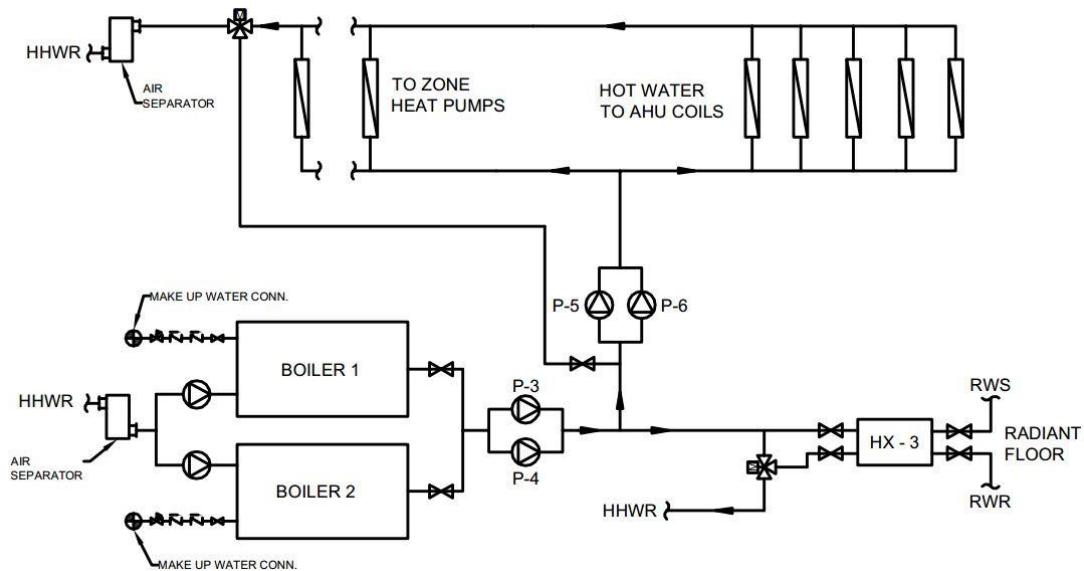 HHWR
AIR
SEPARATOR
TO ZONE
HEAT PUMPS
HOT WATER
TO AHU COILS
MAKE UP WATER CONN.
P-5
P-6
BOILER 1
P-3
HHWR
AIR
SEPARATOR
BOILER 2
P-4
HX - 3
RWS
RADIANT
FLOOR
RWR
HHWR
MAKE UP WATER CONN.